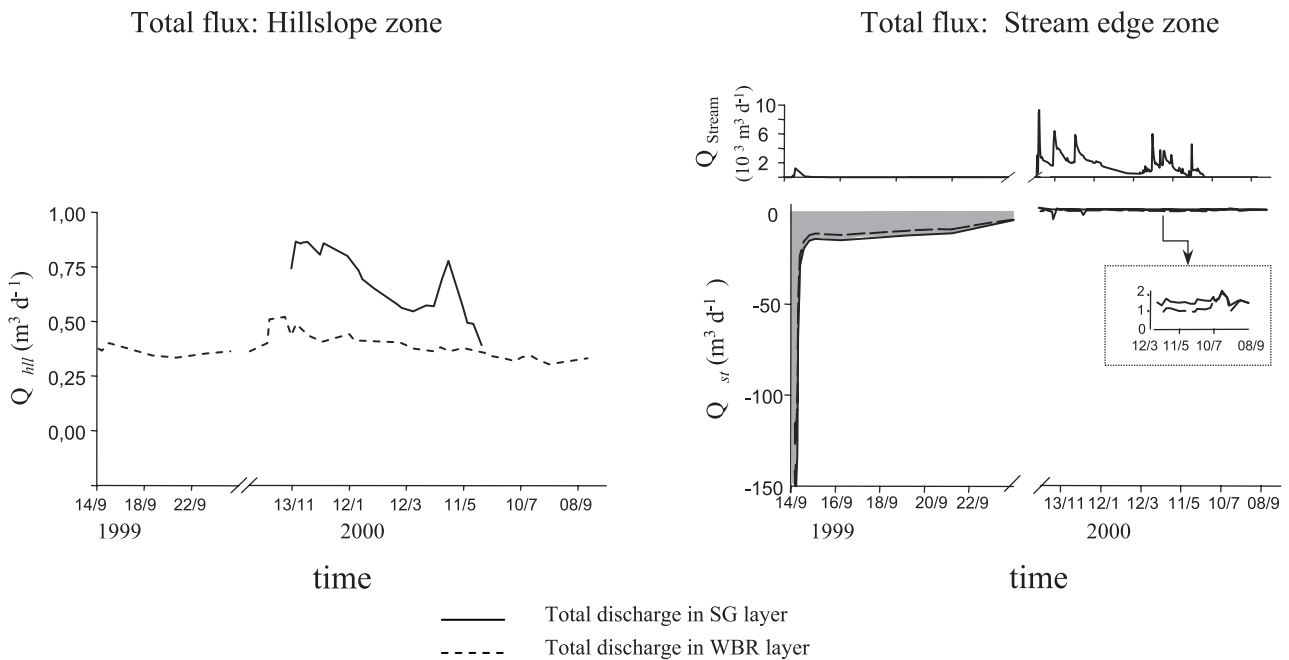 Total flux: Hillslope zone
Total flux: Stream edge zone
Q Stream
(10 3 m3 d-1)
10
6
2
1,00
0,75
0,50
0,25
0,00
Q hll (m3 d-1)
14/9 18/9 22/9 13/11 12/1 12/3 11/5 10/7 08/9
1999 2000
time
0
-50
-100
-150
Q st (m3 d-1)
2
1
0
12/3 11/5 10/7 08/9
14/9 16/9 18/9 20/9 22/9 13/11 12/1 12/3 11/5 10/7 08/9
1999 2000
time
Total discharge in SG layer
Total discharge in WBR layer